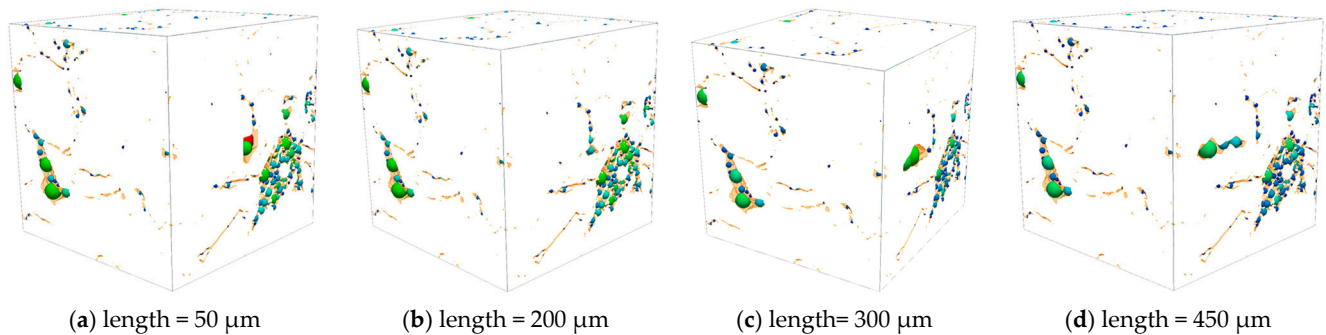 (a) length = 50 μm
(b) length = 200 μm
(c) length= 300 μm
(d) length = 450 μm